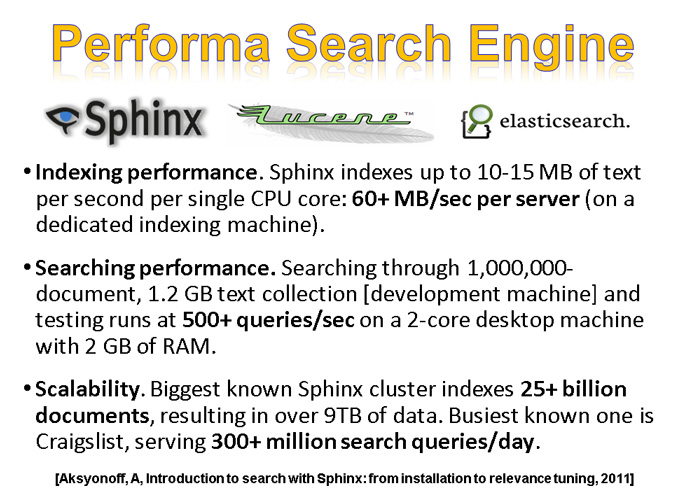 Performa Search Engine
Sphinx Lucene™ elasticsearch.
• Indexing performance. Sphinx indexes up to 10-15 MB of text
per second per single CPU core: 60+ MB/sec per server (on a
dedicated indexing machine).
• Searching performance. Searching through 1,000,000-
document, 1.2 GB text collection [development machine] and
testing runs at 500+ queries/sec on a 2-core desktop machine
with 2 GB of RAM.
• Scalability. Biggest known Sphinx cluster indexes 25+ billion
documents, resulting in over 9TB of data. Busiest known one is
Craigslist, serving 300+ million search queries/day.
[Aksyonoff, A, Introduction to search with Sphinx: from installation to relevance tuning, 2011]